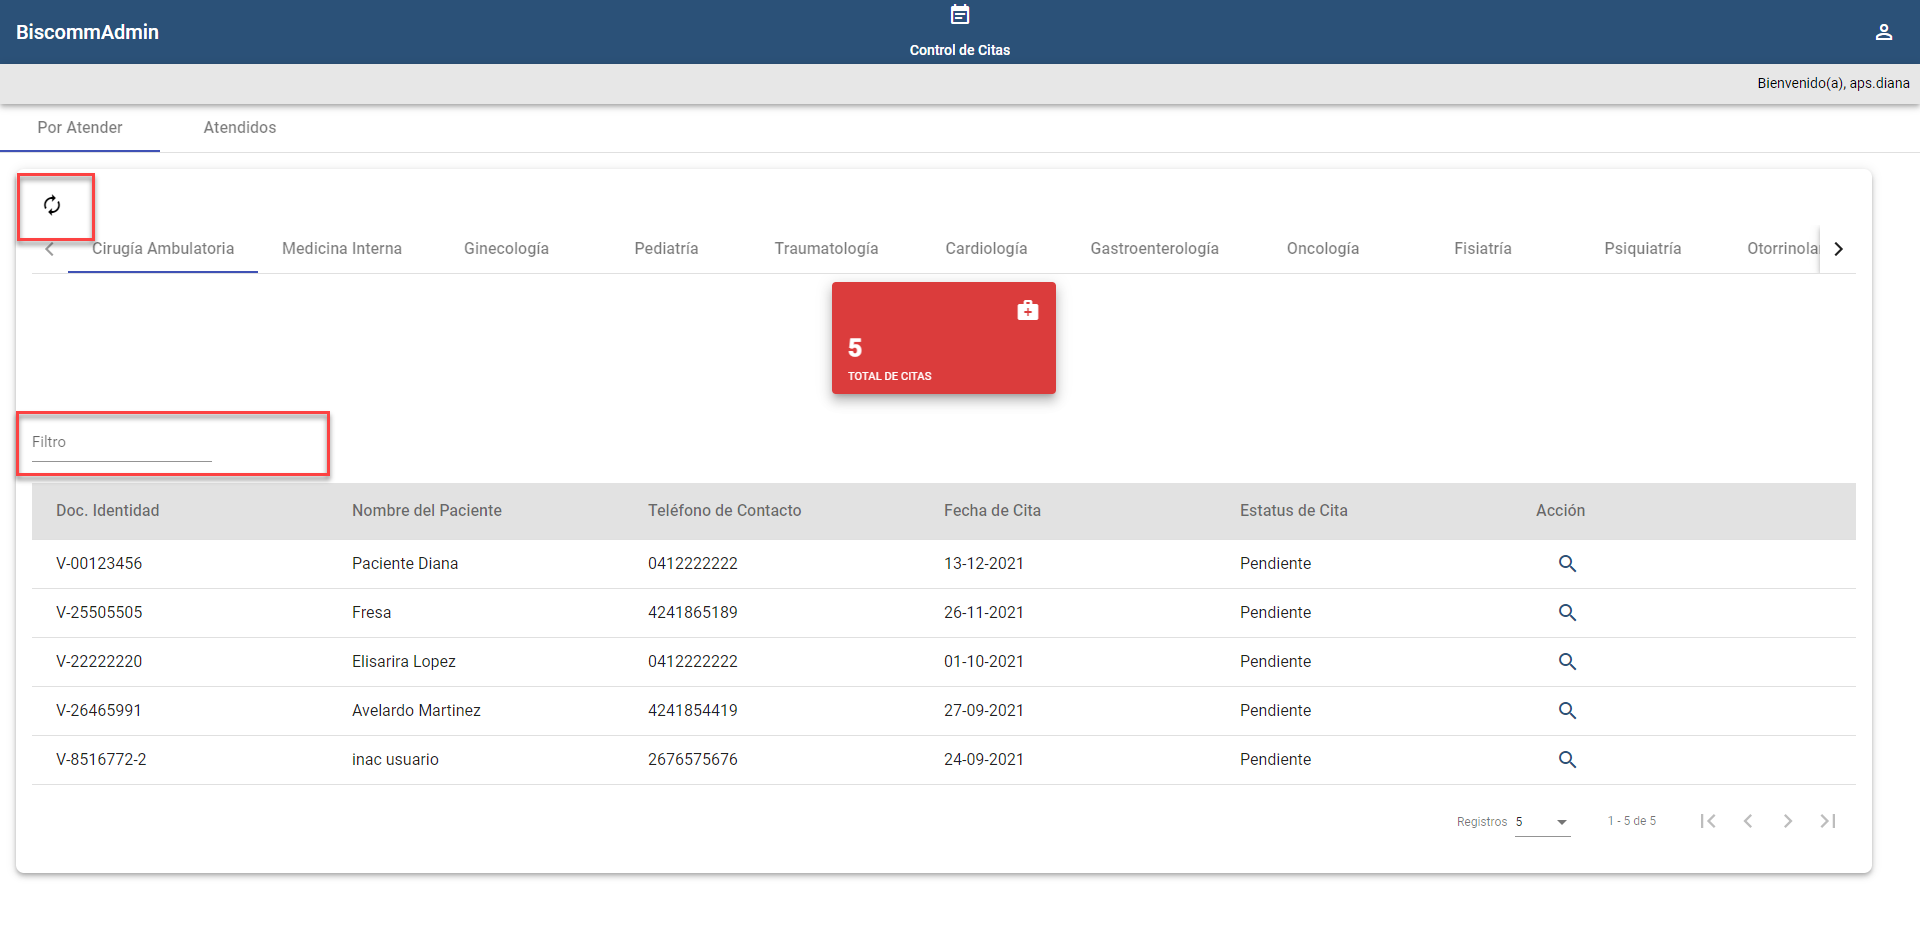 BiscommAdmin
Control de Citas
Bienvenido(a), aps.diana
Por Atender Atendidos
Cirugía Ambulatoria Medicina Interna Ginecología Pediatría Traumatología Cardiología Gastroenterología Oncología Fisiatría Psiquiatría Otorrinola
5
TOTAL DE CITAS
Filtro
Doc. Identidad Nombre del Paciente Teléfono de Contacto Fecha de Cita Estatus de Cita Acción
V-00123456 Paciente Diana 0412222222 13-12-2021 Pendiente
V-25505505 Fresa 4241865189 26-11-2021 Pendiente
V-22222220 Elisarira Lopez 0412222222 01-10-2021 Pendiente
V-26465991 Avelardo Martinez 4241854419 27-09-2021 Pendiente
V-8516772-2 inac usuario 2676575676 24-09-2021 Pendiente
Registros 5 1 - 5 de 5